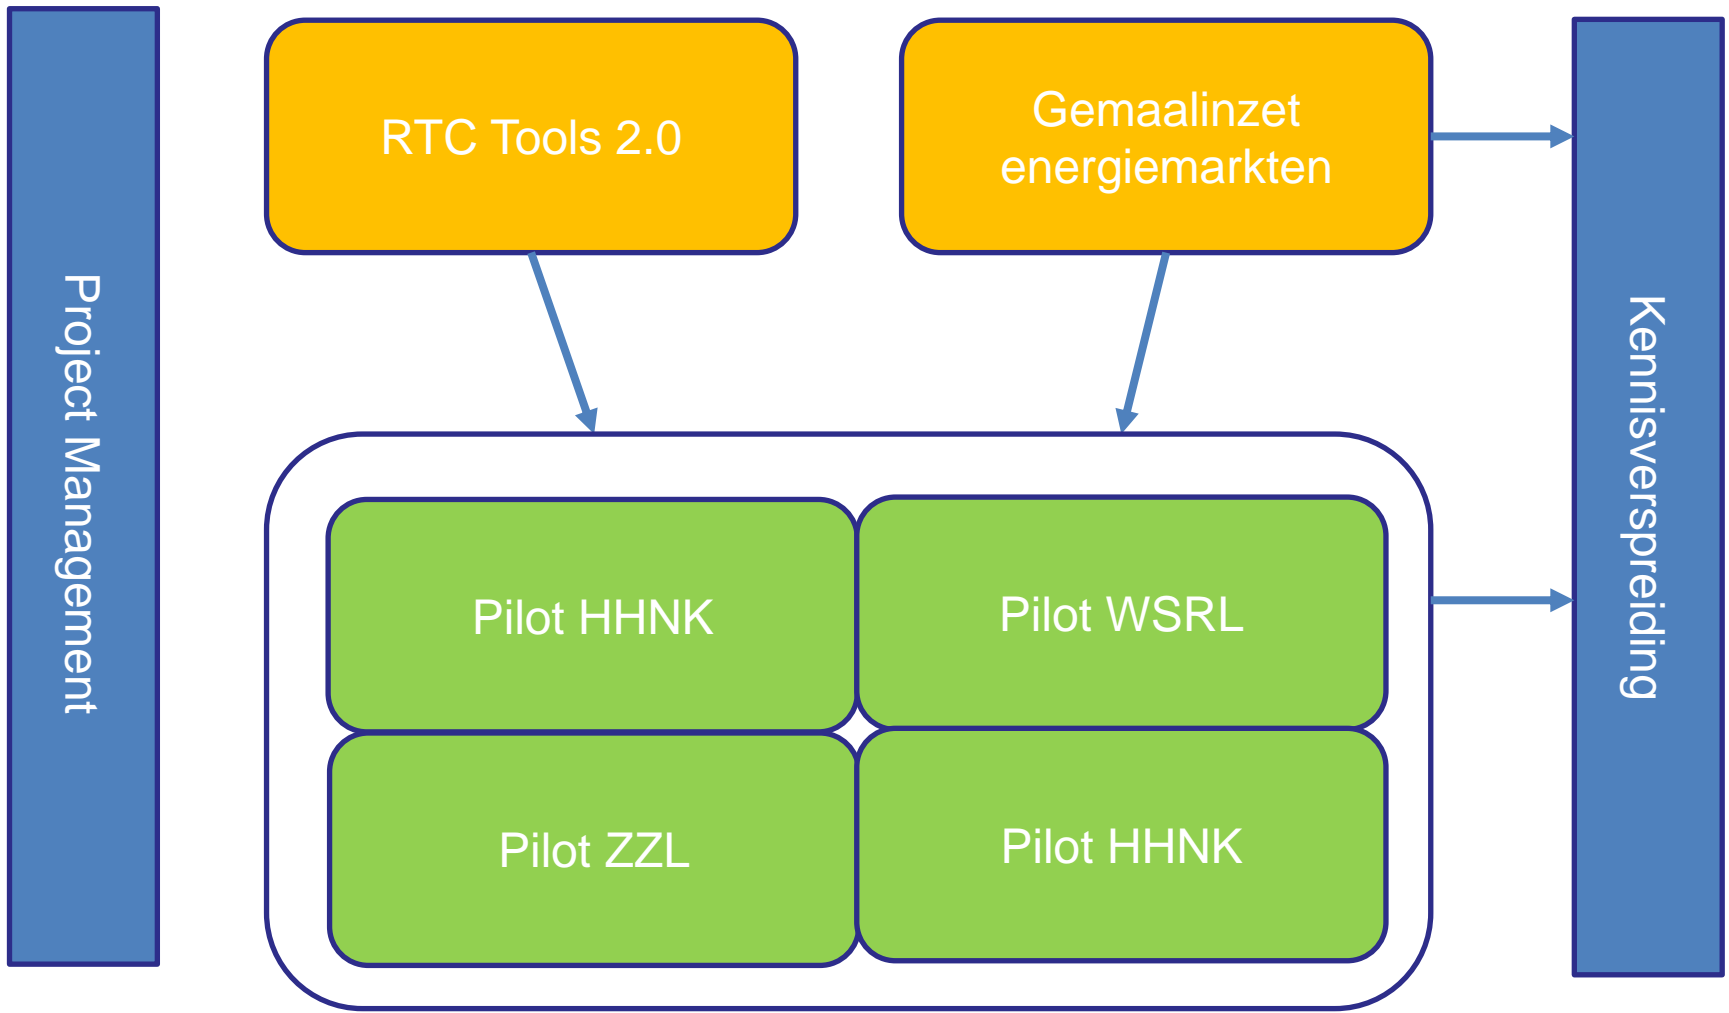 Project Management
RTC Tools 2.0
Gemaalinzet
energiemarkten
Kennisverspreiding
Pilot HHNK
Pilot WSRL
Pilot ZZL
Pilot HHNK